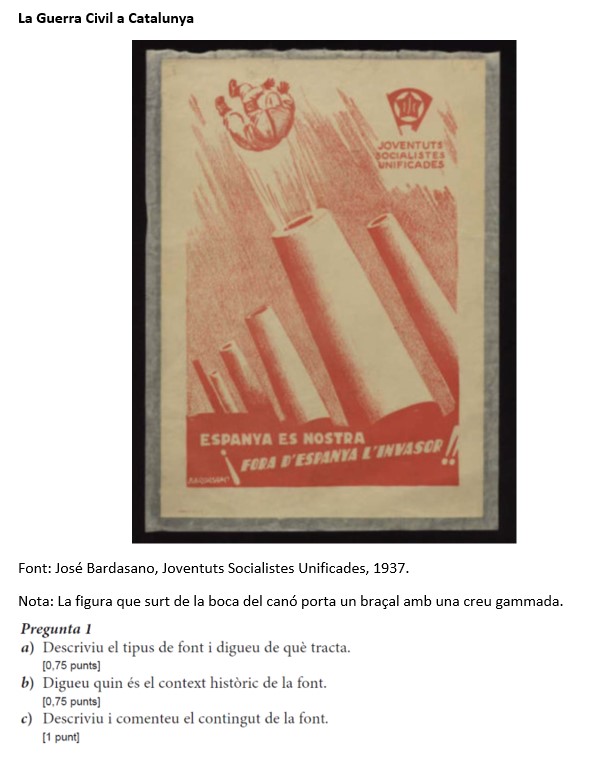 La Guerra Civil a Catalunya
JOVENTUTS
SOCIALISTES
UNIFICADES
ESPANYA ES NOSTRA
¡FORA D'ESPANYA L'INVASOR!!
BARDASANO
Font: José Bardasano, Joventuts Socialistes Unificades, 1937.
Nota: La figura que surt de la boca del canó porta un braçal amb una creu gammada.
Pregunta 1
a) Descriviu el tipus de font i digueu de què tracta.
[0,75 punts]
b) Digueu quin és el context històric de la font.
[0,75 punts]
c) Descriviu i comenteu el contingut de la font.
[1 punt]